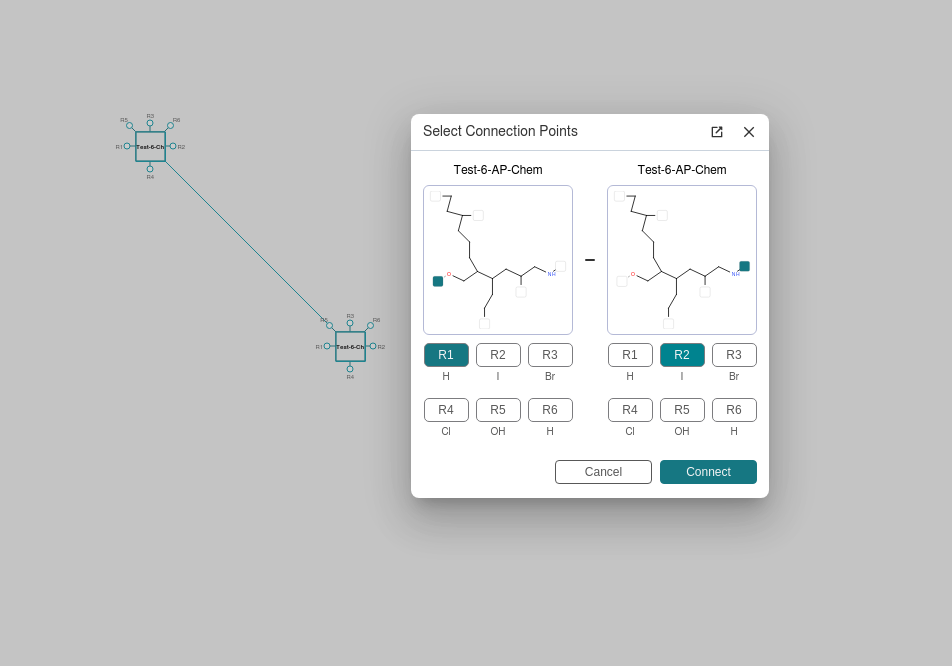 R5 R3 R6
R1 Test-6-Ch R2
R4
R5 R3 R6
R1 Test-6-Ch R2
R4
Select Connection Points
Test-6-AP-Chem Test-6-AP-Chem
O NH
–
O NH
R1 R2 R3 R1 R2 R3
H I Br H I Br
R4 R5 R6 R4 R5 R6
Cl OH H Cl OH H
Cancel Connect